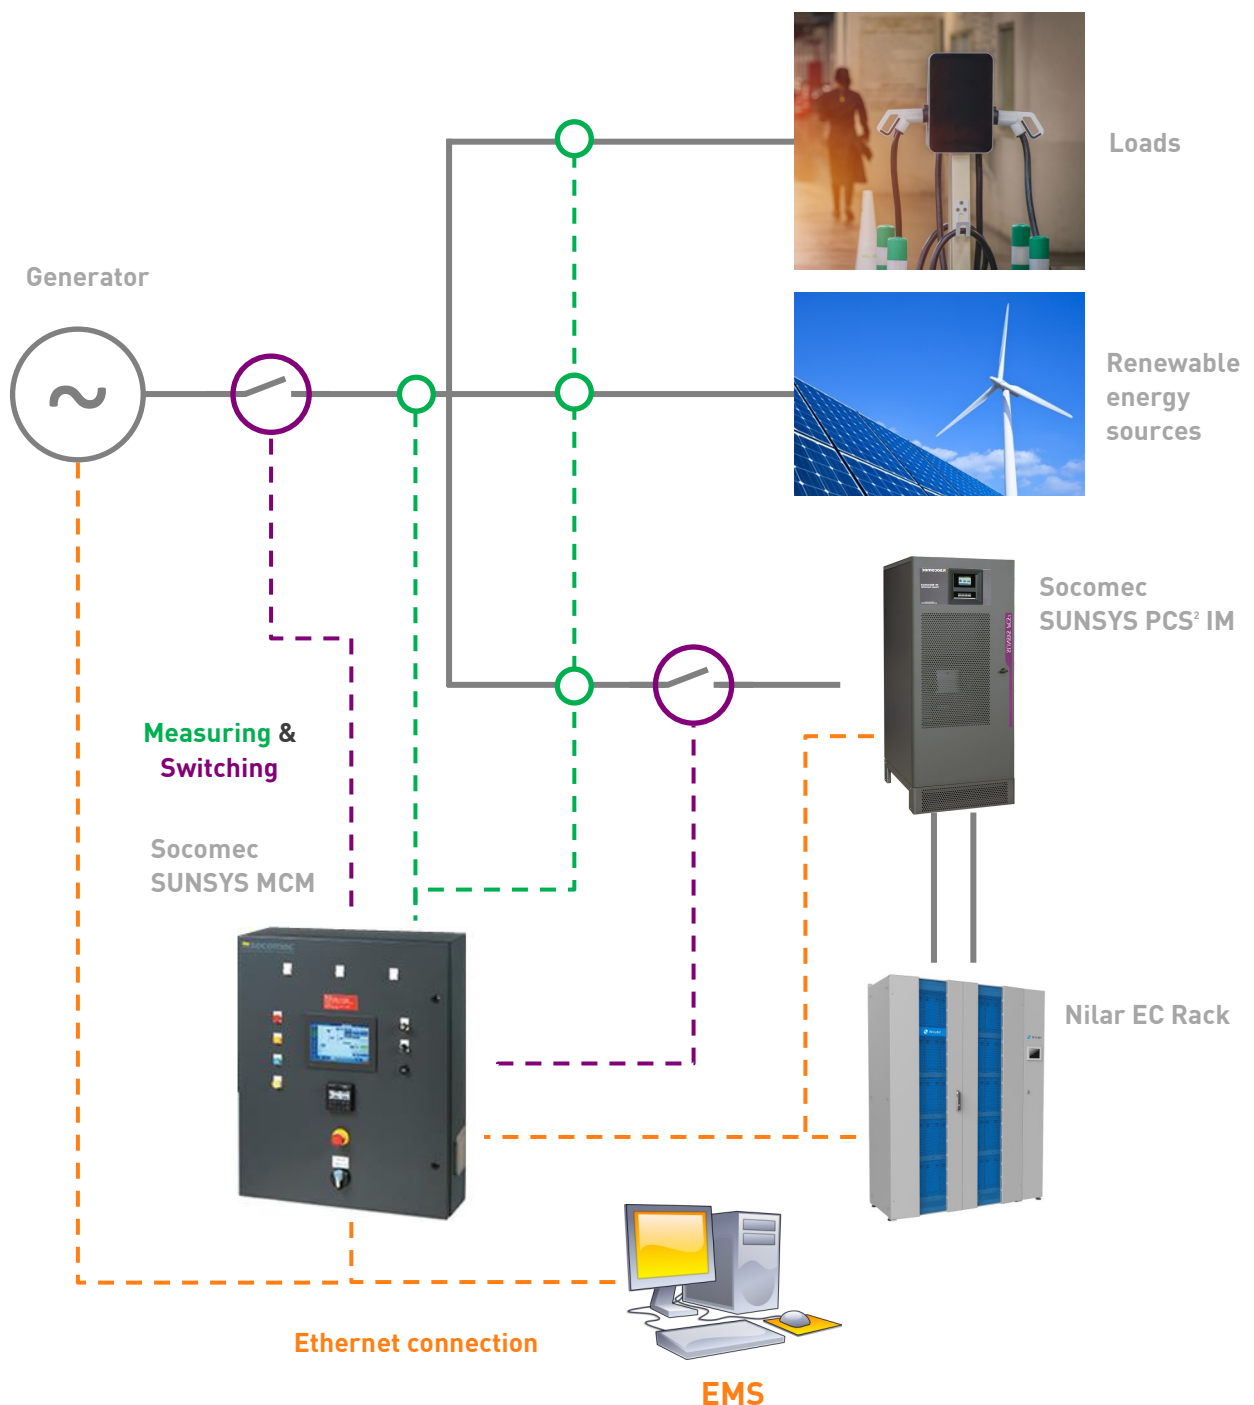 Loads
Generator
Renewable
energy
sources
Socomec
SUNSYS PCS² IM
Measuring &
Switching
Socomec
SUNSYS MCM
socomec
Nilar EC Rack
Ethernet connection
EMS